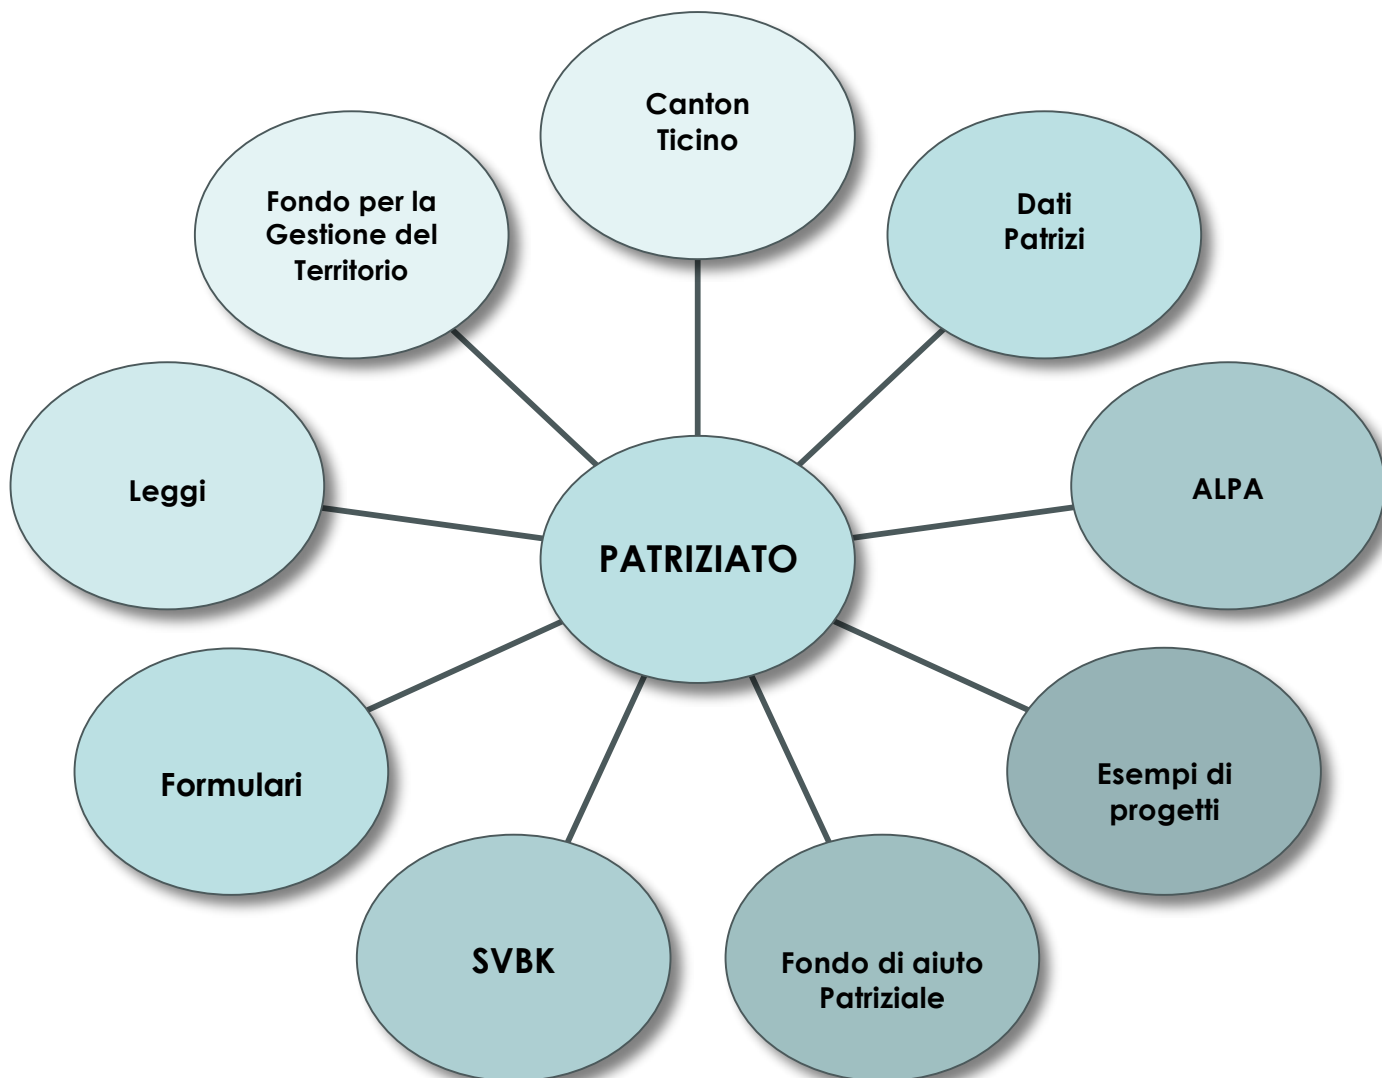 Canton
Ticino
Fondo per la
Gestione del
Territorio
Dati
Patrizi
Leggi
ALPA
PATRIZIATO
Formulari
Esempi di
progetti
SVBK
Fondo di aiuto
Patriziale